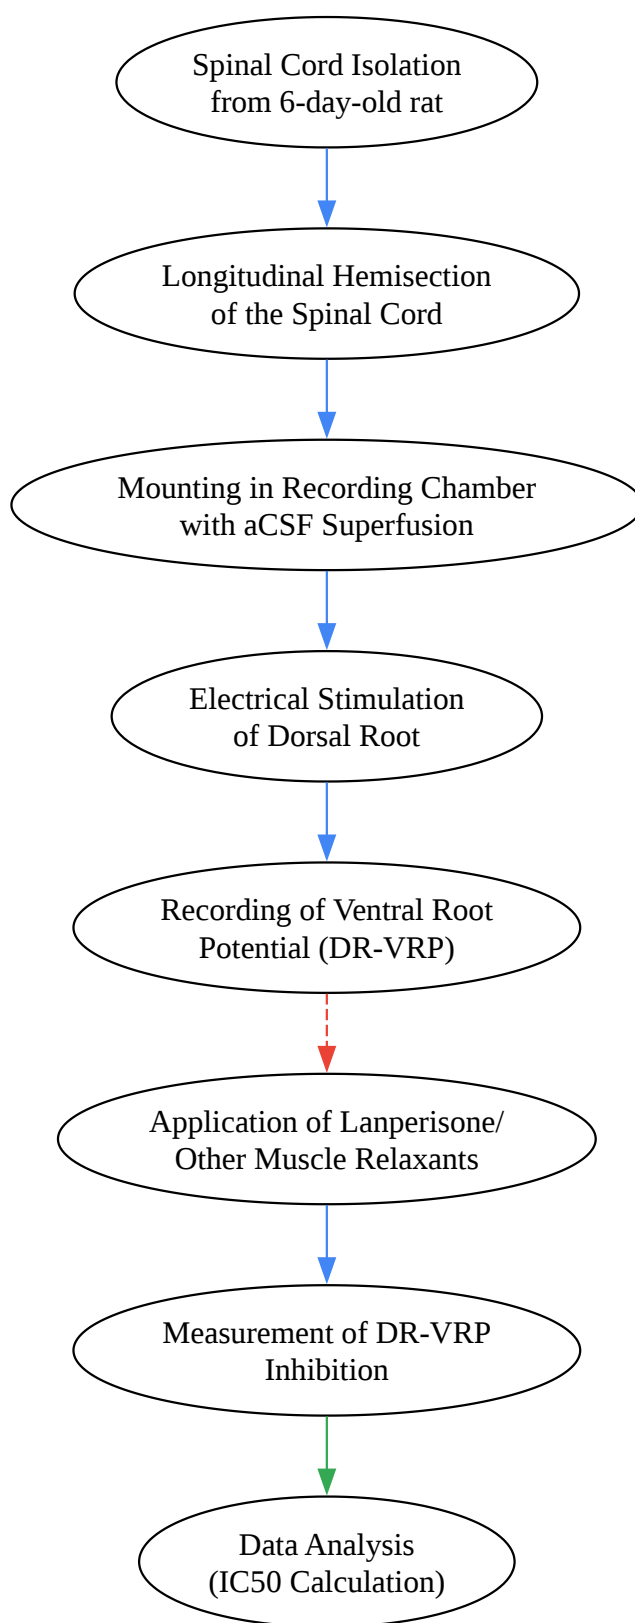 Spinal Cord Isolation
from 6-day-old rat
Longitudinal Hemisection
of the Spinal Cord
Mounting in Recording Chamber
with aCSF Superfusion
Electrical Stimulation
of Dorsal Root
Recording of Ventral Root
Potential (DR-VRP)
Application of Lanperisone/
Other Muscle Relaxants
Measurement of DR-VRP
Inhibition
Data Analysis
(IC50 Calculation)